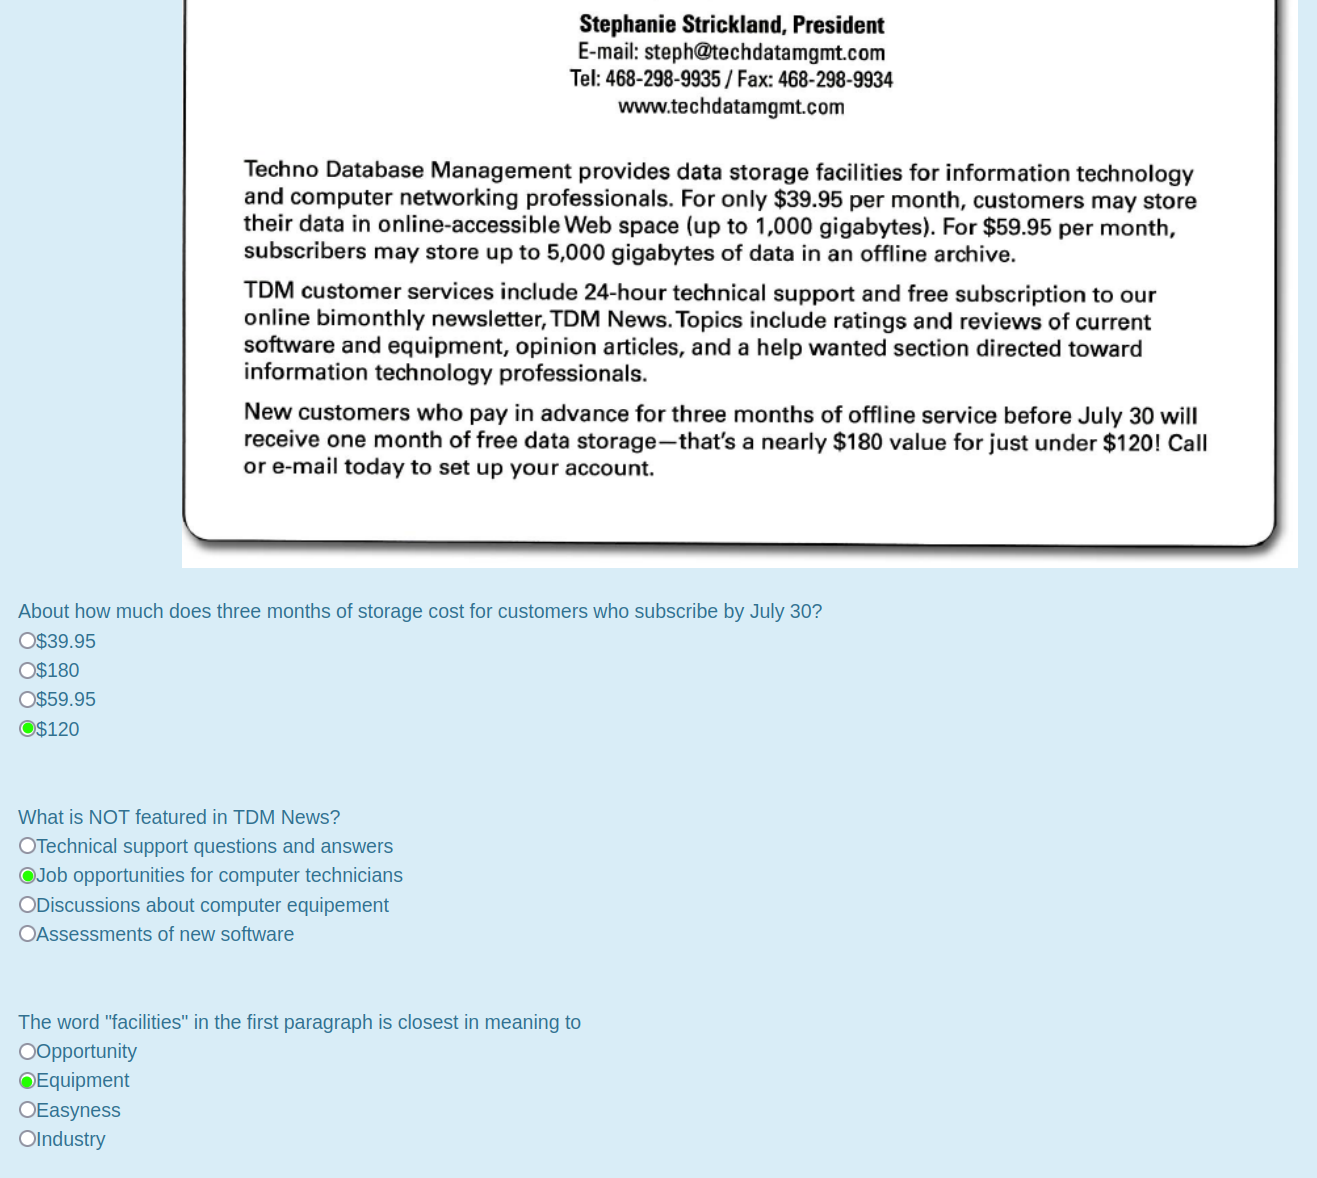 Stephanie Strickland, President
E-mail: steph@techdatamgmt.com
Tel: 468-298-9935 / Fax: 468-298-9934
www.techdatamgmt.com
Techno Database Management provides data storage facilities for information technology
and computer networking professionals. For only $39.95 per month, customers may store
their data in online-accessible Web space (up to 1,000 gigabytes). For $59.95 per month,
subscribers may store up to 5,000 gigabytes of data in an offline archive.
TDM customer services include 24-hour technical support and free subscription to our
online bimonthly newsletter, TDM News. Topics include ratings and reviews of current
software and equipment, opinion articles, and a help wanted section directed toward
information technology professionals.
New customers who pay in advance for three months of offline service before July 30 will
receive one month of free data storage—that's a nearly $180 value for just under $120! Call
or e-mail today to set up your account.
About how much does three months of storage cost for customers who subscribe by July 30?
$39.95
$180
$59.95
$120
What is NOT featured in TDM News?
Technical support questions and answers
Job opportunities for computer technicians
Discussions about computer equipement
Assessments of new software
The word "facilities" in the first paragraph is closest in meaning to
Opportunity
Equipment
Easyness
Industry